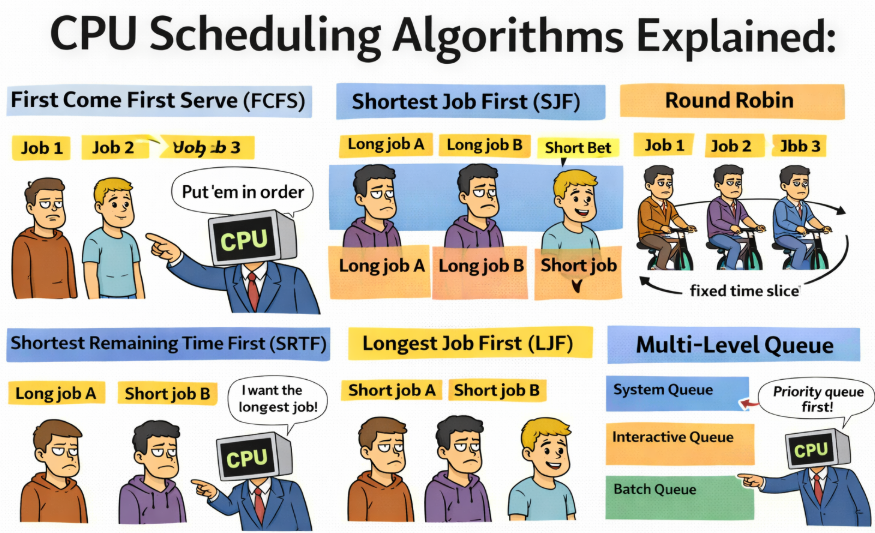 CPU Scheduling Algorithms Explained:
First Come First Serve (FCFS)
Job 1
Job 2
3
Put 'em in order
CPU
Shortest Job First (SJF)
Long job A
Long job B
Short Bet
Long job A
Long job B
Short job
Round Robin
Job 1
Job 2
Jbb 3
fixed time slice
Shortest Remaining Time First (SRTF)
Long job A
Short job B
I want the
longest job!
CPU
Longest Job First (LJF)
Short job A
Short job B
Multi-Level Queue
System Queue
Interactive Queue
Batch Queue
Priority queue
first!
CPU